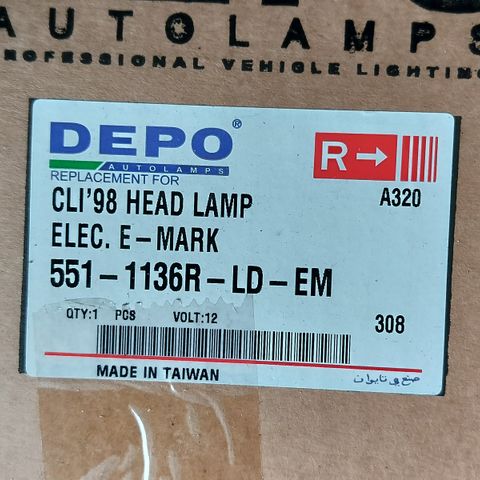 AUTOLAMPS
PROFESSIONAL VEHICLE LIGHTING
DEPO®
AUTOLAMPS
REPLACEMENT FOR
R→
CLI'98 HEAD LAMP
A320
ELEC. E-MARK
551-1136R-LD-EM
QTY:1 PCS VOLT:12
308
MADE IN TAIWAN
صنع في تايوان